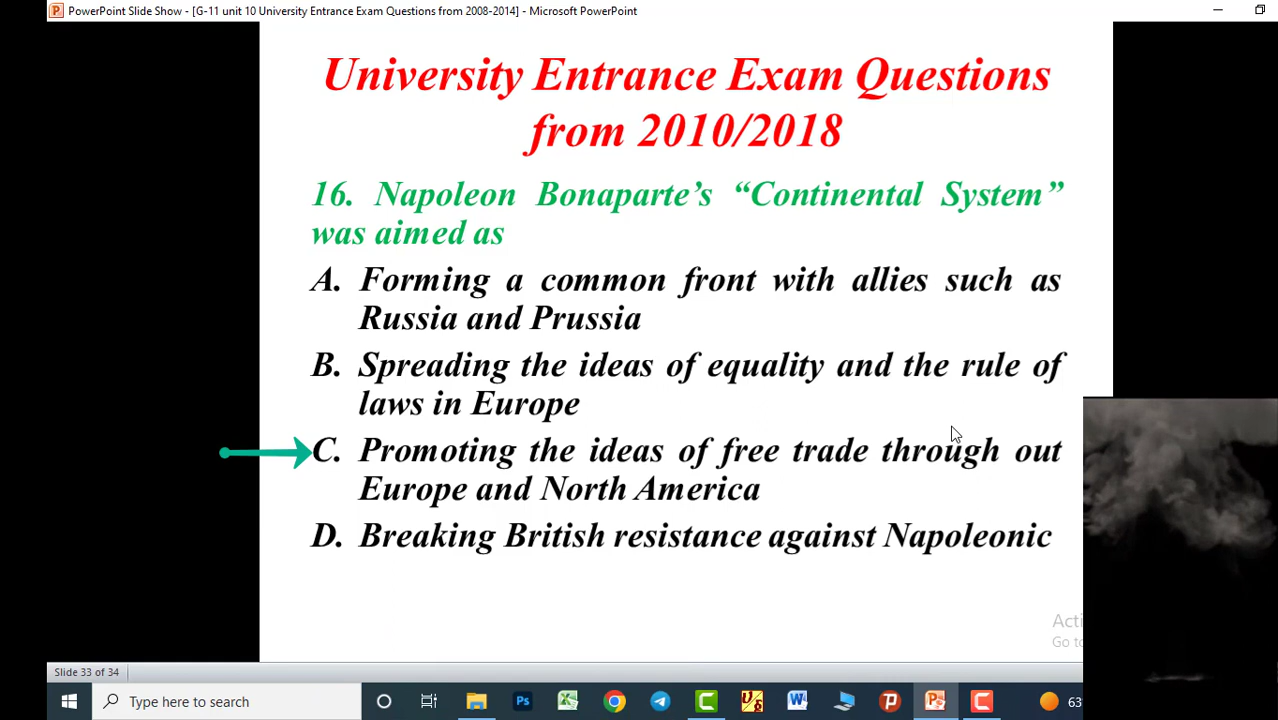 PowerPoint Slide Show - [G-11 unit 10 University Entrance Exam Questions from 2008-2014] - Microsoft PowerPoint
University Entrance Exam Questions
from 2010/2018
16. Napoleon Bonaparte’s “Continental System”
was aimed as
A. Forming a common front with allies such as
Russia and Prussia
B. Spreading the ideas of equality and the rule of
laws in Europe
C. Promoting the ideas of free trade through out
Europe and North America
D. Breaking British resistance against Napoleonic
Acti
Go to
Slide 33 of 34
Type here to search
63